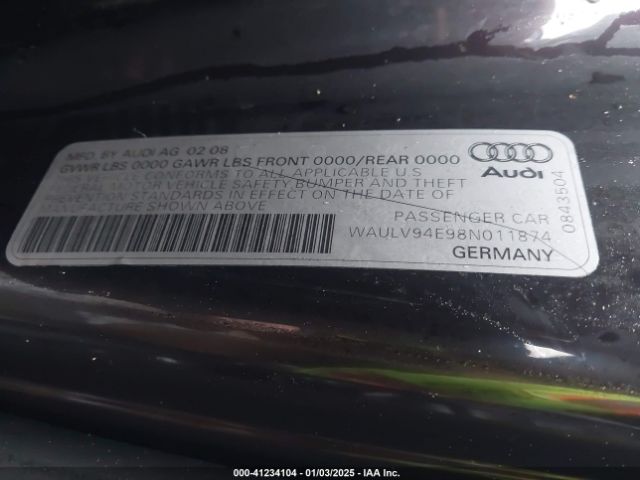 MFD. BY AUDI AG 02 08
GVWR LBS 0000 GAWR LBS FRONT 0000/REAR 0000
CONFORMS TO ALL APPLICABLE U.S
MOTOR VEHICLE SAFETY BUMPER AND THEFT
STANDARDS IN EFFECT ON THE DATE OF
SHOWN ABOVE
Audi
0843504
PASSENGER CAR
WAULV94E98N011874
GERMANY
000-41234104 - 01/03/2025 - IAA Inc.